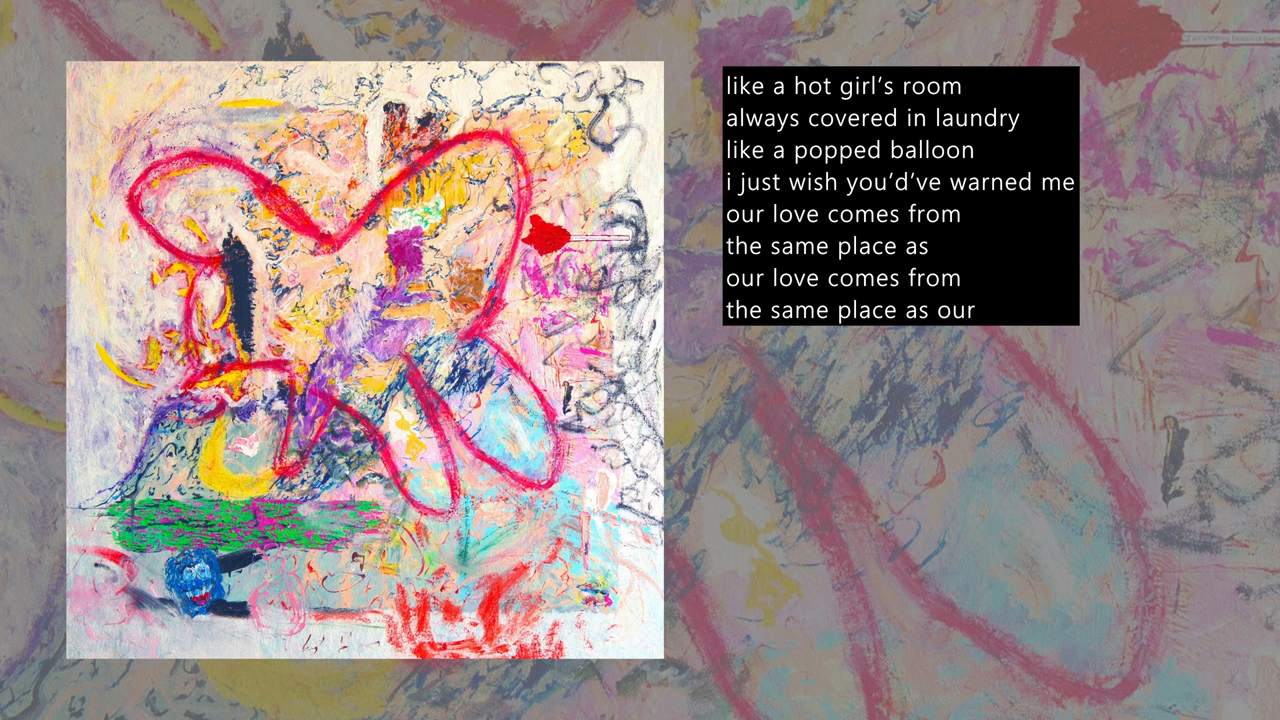 like a hot girl’s room
always covered in laundry
like a popped balloon
i just wish you’d’ve warned me
our love comes from
the same place as
our love comes from
the same place as our